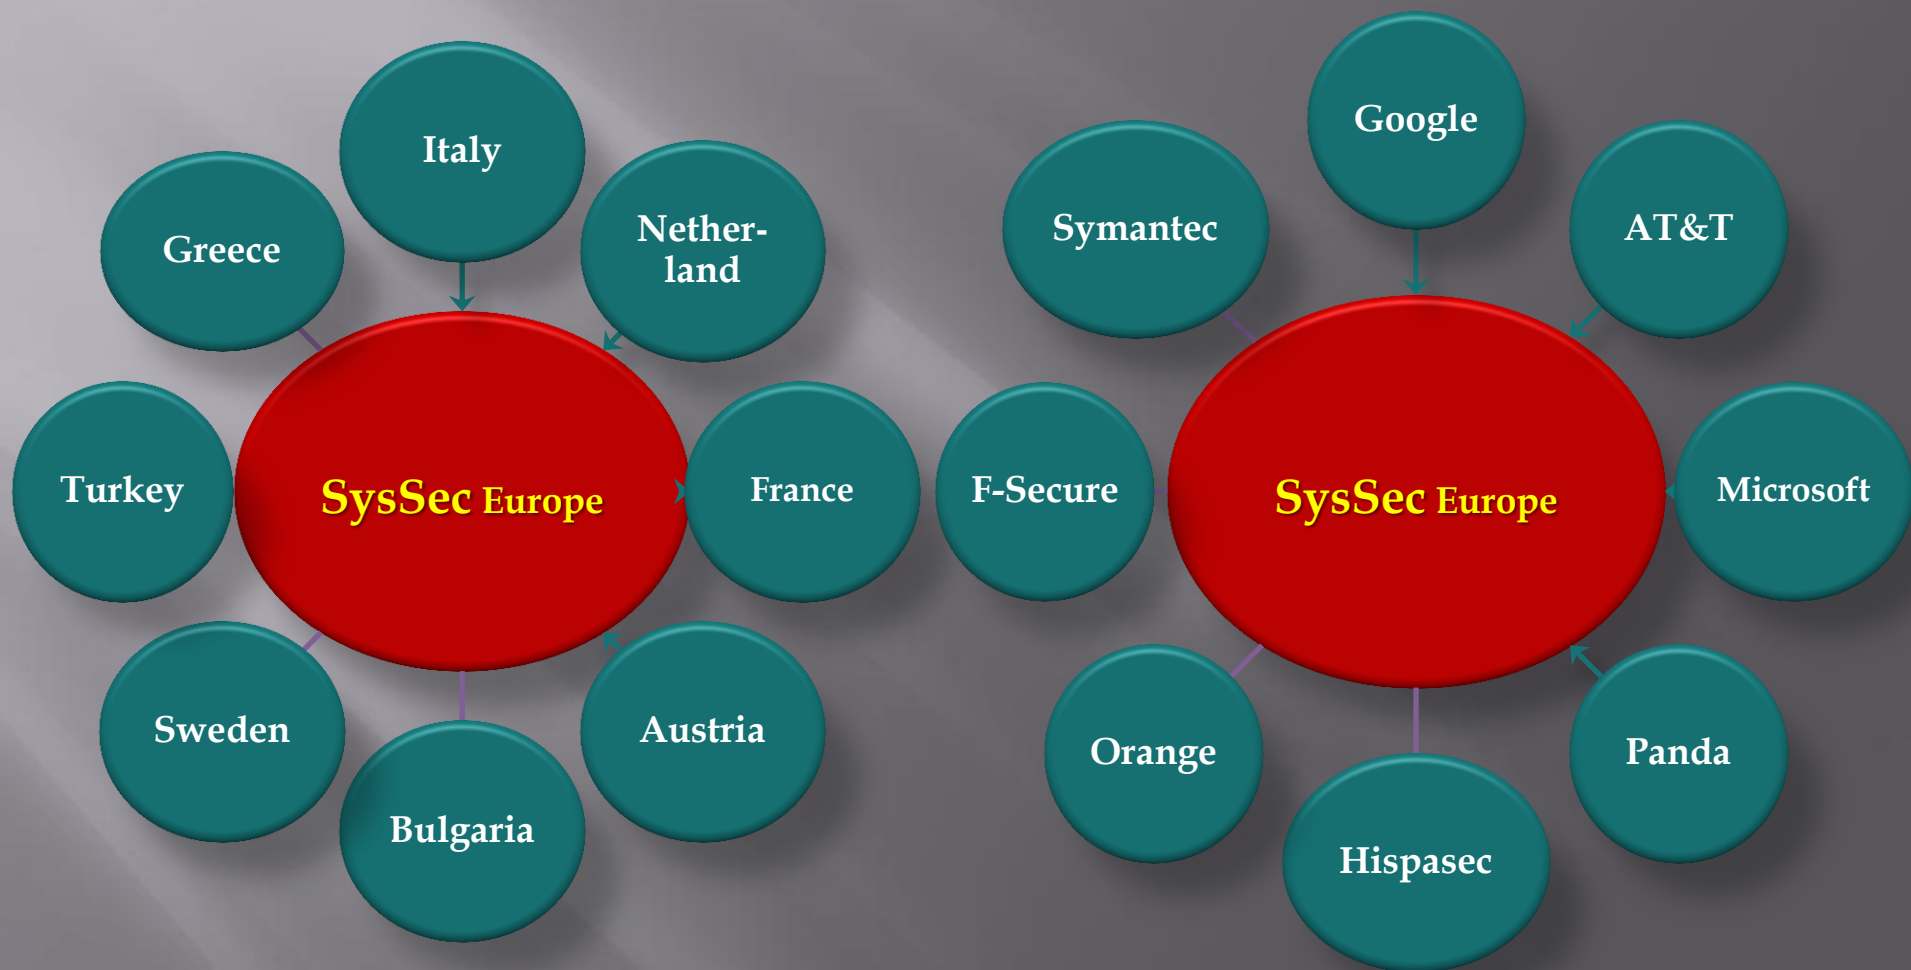 Italy
Nether-
land
Greece
SysSec Europe
Turkey
France
Sweden
Austria
Bulgaria
Google
Symantec
AT&T
F-Secure
SysSec Europe
Microsoft
Orange
Panda
Hispasec